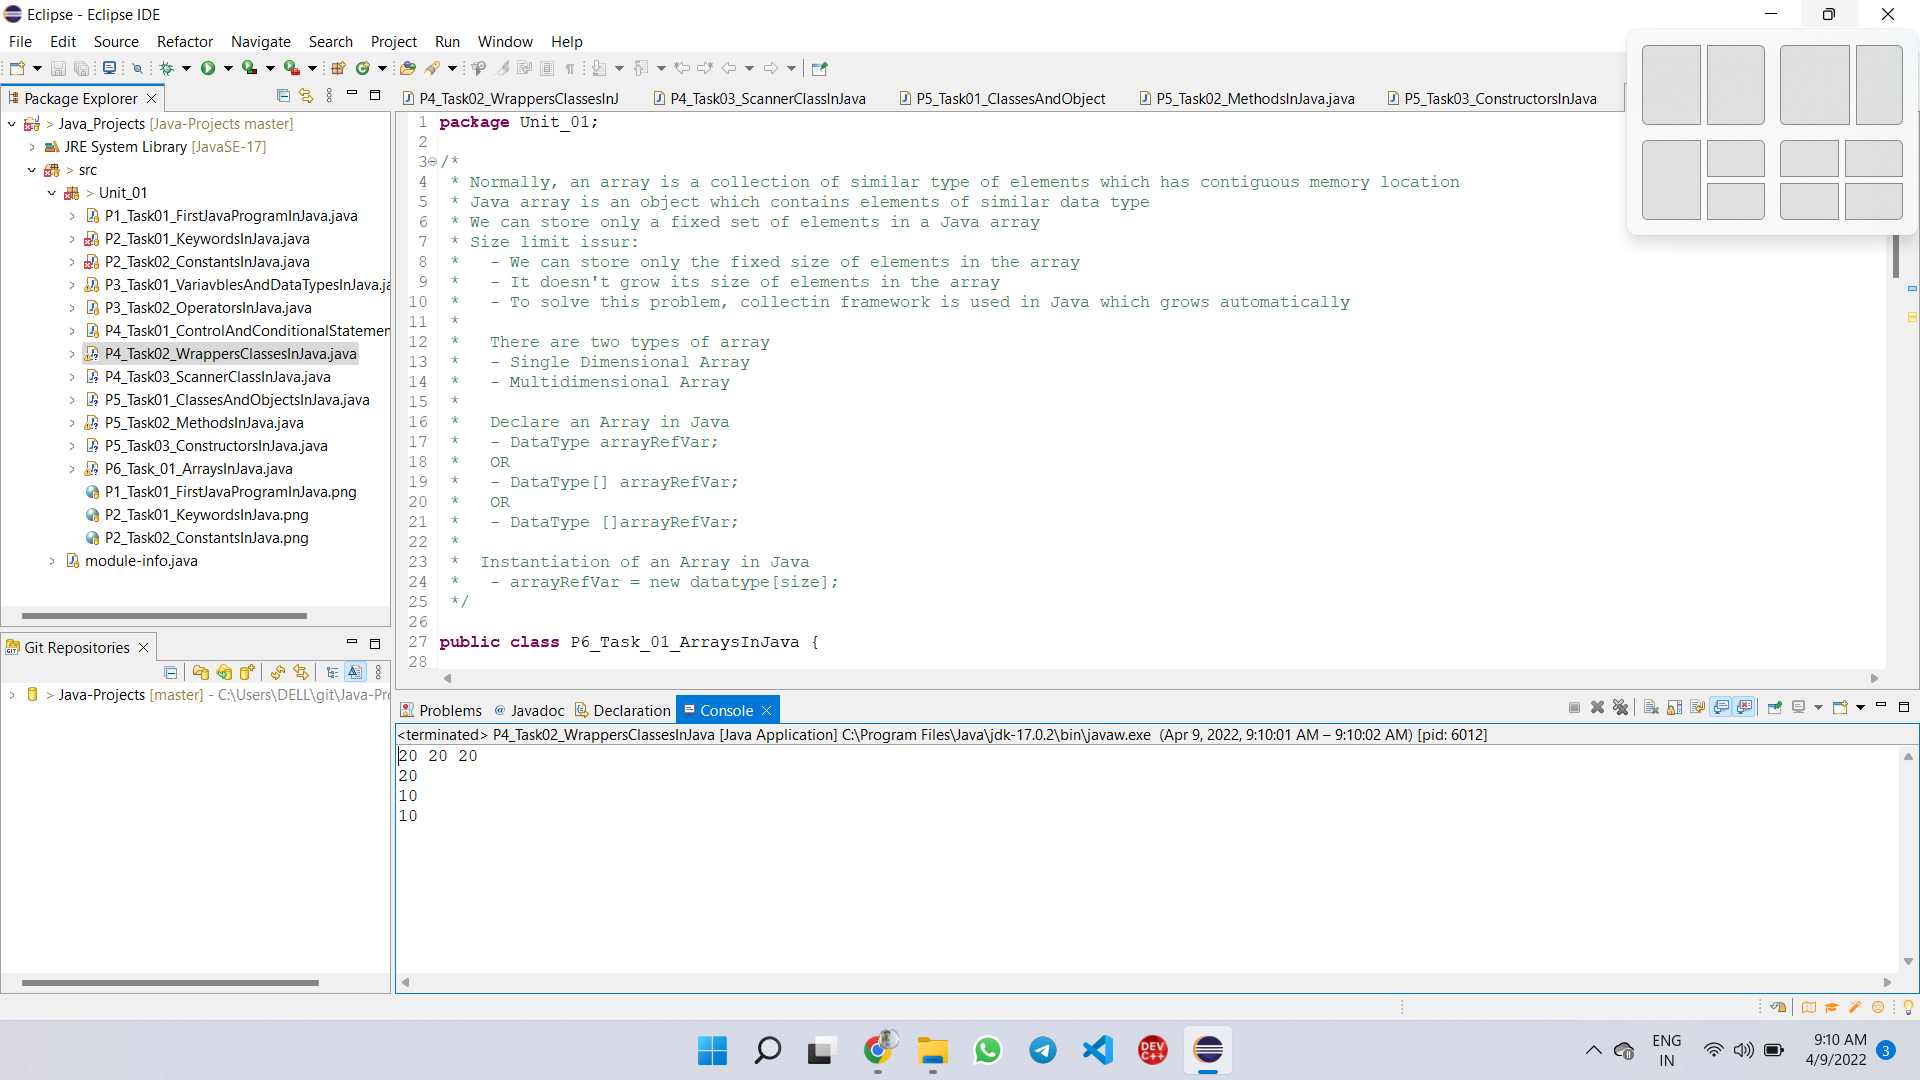 Eclipse - Eclipse IDE
File Edit Source Refactor Navigate Search Project Run Window Help
Package Explorer
Java_Projects [Java-Projects master]
JRE System Library [JavaSE-17]
src
Unit_01
P1_Task01_FirstJavaProgramInJava.java
P2_Task01_KeywordsInJava.java
P2_Task02_ConstantsInJava.java
P3_Task01_VariavblesAndDataTypesInJava.ja
P3_Task02_OperatorsInJava.java
P4_Task01_ControlAndConditionalStatemen
P4_Task02_WrappersClassesInJava.java
P4_Task03_ScannerClassInJava.java
P5_Task01_ClassesAndObjectsInJava.java
P5_Task02_MethodsInJava.java
P5_Task03_ConstructorsInJava.java
P6_Task_01_ArraysInJava.java
P1_Task01_FirstJavaProgramInJava.png
P2_Task01_KeywordsInJava.png
P2_Task02_ConstantsInJava.png
module-info.java
Git Repositories
> Java-Projects [master] - C:\Users\DELL\git\Java-Pro
P4_Task02_WrappersClassesInJ P4_Task03_ScannerClassInJava P5_Task01_ClassesAndObject P5_Task02_MethodsInJava.java P5_Task03_ConstructorsInJava
1 package Unit_01;
2
3 /*
4 * Normally, an array is a collection of similar type of elements which has contiguous memory location
5 * Java array is an object which contains elements of similar data type
6 * We can store only a fixed set of elements in a Java array
7 * Size limit issur:
8 * - We can store only the fixed size of elements in the array
9 * - It doesn't grow its size of elements in the array
10 * - To solve this problem, collectin framework is used in Java which grows automatically
11 *
12 * There are two types of array
13 * - Single Dimensional Array
14 * - Multidimensional Array
15 *
16 * Declare an Array in Java
17 * - DataType arrayRefVar;
18 * OR
19 * - DataType[] arrayRefVar;
20 * OR
21 * - DataType []arrayRefVar;
22 *
23 * Instantiation of an Array in Java
24 * - arrayRefVar = new datatype[size];
25 */
26
27 public class P6_Task_01_ArraysInJava {
28
Problems Javadoc Declaration Console
<terminated> P4_Task02_WrappersClassesInJava [Java Application] C:\Program Files\Java\jdk-17.0.2\bin\javaw.exe (Apr 9, 2022, 9:10:01 AM – 9:10:02 AM) [pid: 6012]
20 20 20
20
10
10
DEV C++
ENG IN
9:10 AM
4/9/2022
3